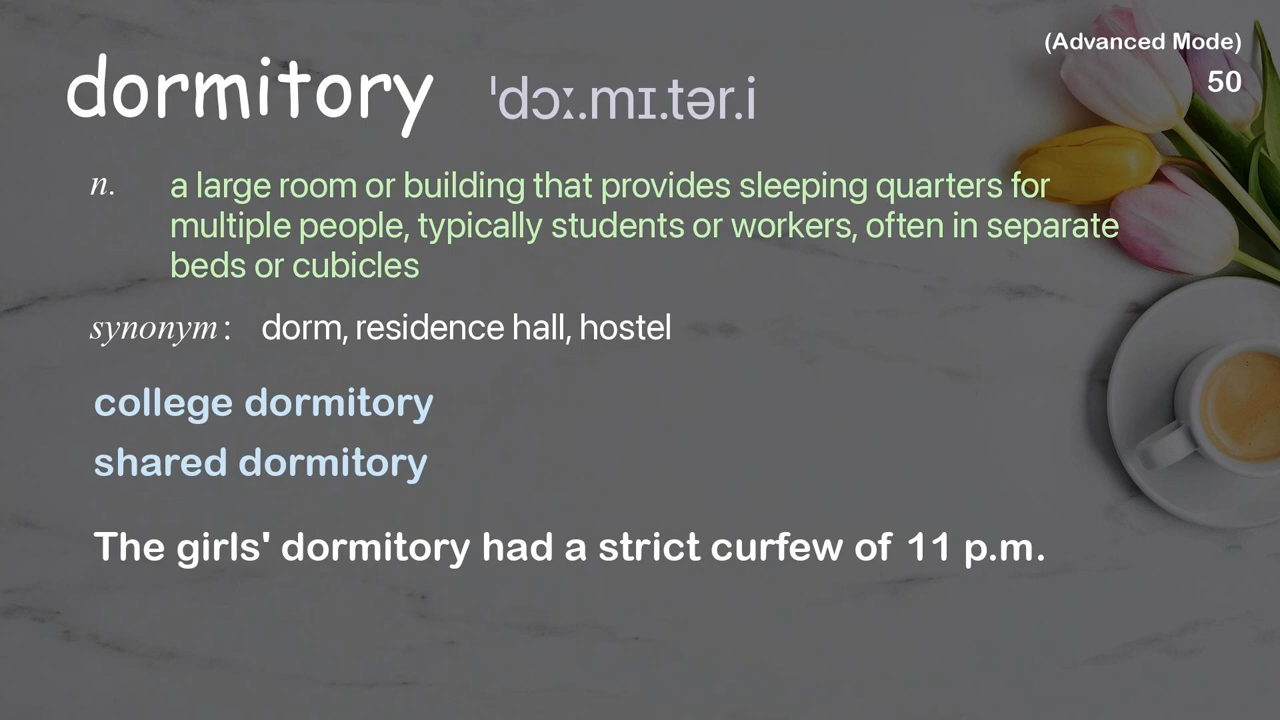 (Advanced Mode)
50
dormitory ˈdɔː.mɪ.tər.i
n. a large room or building that provides sleeping quarters for
multiple people, typically students or workers, often in separate
beds or cubicles
synonym: dorm, residence hall, hostel
college dormitory
shared dormitory
The girls' dormitory had a strict curfew of 11 p.m.